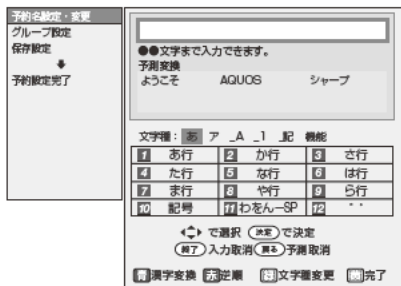 予約名設定・変更
グループ設定
保存設定
予約設定完了
●●文字まで入力できます。
予測変換
ようこそ AQUOS シャープ
文字種: あ ア _A _1 _記 機能
1 あ行 2 か行 3 さ行
4 た行 5 な行 6 は行
7 ま行 8 や行 9 ら行
10 記号 11 わをん-SP 12 ゛゜
で選択 決定 で決定
終了 入力取消 戻る 予測取消
青 漢字変換 赤 逆順 緑 文字種変更 黄 完了